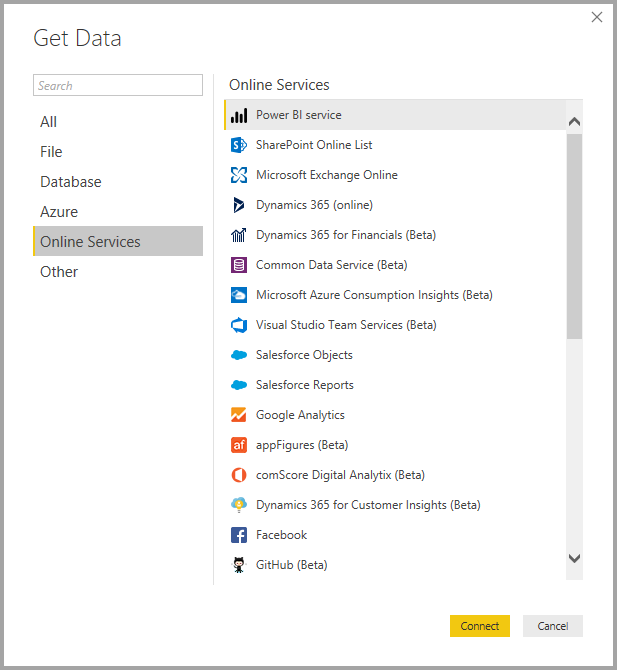 Get Data
Search
All
File
Database
Azure
Online Services
Other
Online Services
Power BI service
SharePoint Online List
Microsoft Exchange Online
Dynamics 365 (online)
Dynamics 365 for Financials (Beta)
Common Data Service (Beta)
Microsoft Azure Consumption Insights (Beta)
Visual Studio Team Services (Beta)
Salesforce Objects
Salesforce Reports
Google Analytics
af
appFigures (Beta)
comScore Digital Analytix (Beta)
Dynamics 365 for Customer Insights (Beta)
Facebook
GitHub (Beta)
Connect
Cancel